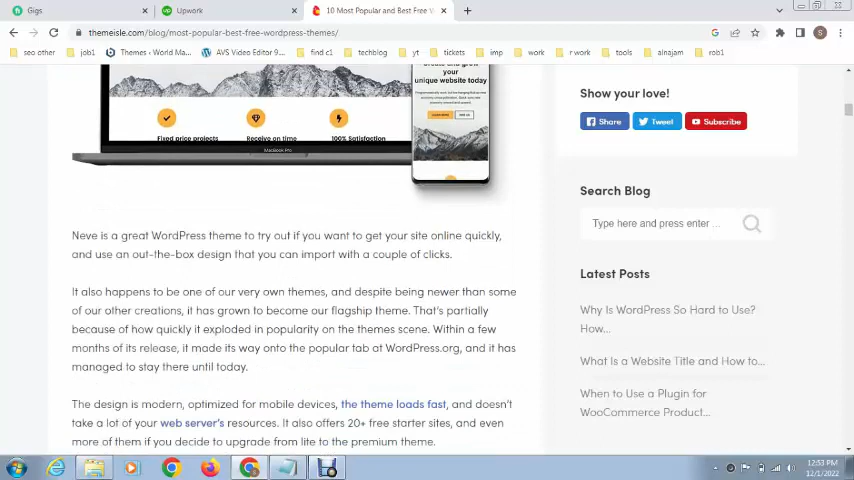 Gigs
Upwork
10 Most Popular and Best Free W
themeisle.com/blog/most-popular-best-free-wordpress-themes/
S
seo other
job1
Themes - World Ma...
AVS Video Editor 9...
find c1
techblog
yt
tickets
imp
work
r work
tools
alnajam
rob1
Create and grow
your
unique website today
Fixed price projects
Receive on time
100% Satisfaction
MacBook Pro
Neve is a great WordPress theme to try out if you want to get your site online quickly,
and use an out-the-box design that you can import with a couple of clicks.
It also happens to be one of our very own themes, and despite being newer than some
of our other creations, it has grown to become our flagship theme. That's partially
because of how quickly it exploded in popularity on the themes scene. Within a few
months of its release, it made its way onto the popular tab at WordPress.org, and it has
managed to stay there until today.
The design is modern, optimized for mobile devices, the theme loads fast, and doesn't
take a lot of your web server's resources. It also offers 20+ free starter sites, and even
more of them if you decide to upgrade from lite to the premium theme.
Show your love!
Share
Tweet
Subscribe
Search Blog
Type here and press enter ...
Latest Posts
Why Is WordPress So Hard to Use?
How...
What Is a Website Title and How to...
When to Use a Plugin for
WooCommerce Product...
12:53 PM
12/1/2022